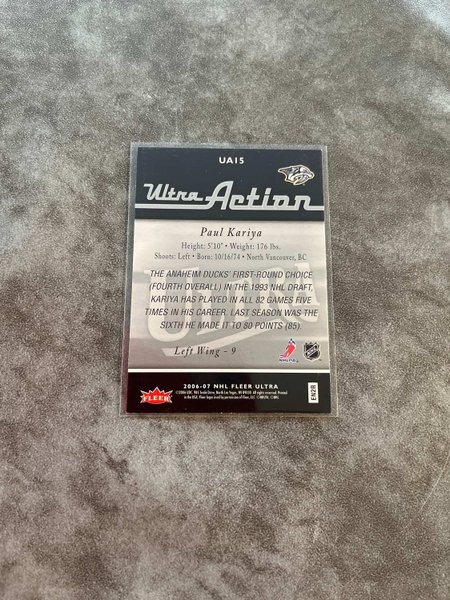 UA15
Ultra Action
Paul Kariya
Height: 5'10" • Weight: 176 lbs.
Shoots: Left • Born: 10/16/74 • North Vancouver, BC
THE ANAHEIM DUCKS' FIRST-ROUND CHOICE
(FOURTH OVERALL) IN THE 1993 NHL DRAFT,
KARIYA HAS PLAYED IN ALL 82 GAMES FIVE
TIMES IN HIS CAREER. LAST SEASON WAS THE
SIXTH HE MADE IT TO 80 POINTS (85).
Left Wing - 9
NHLPA
NHL
FLEER
2006-07 NHL FLEER ULTRA
EN2R